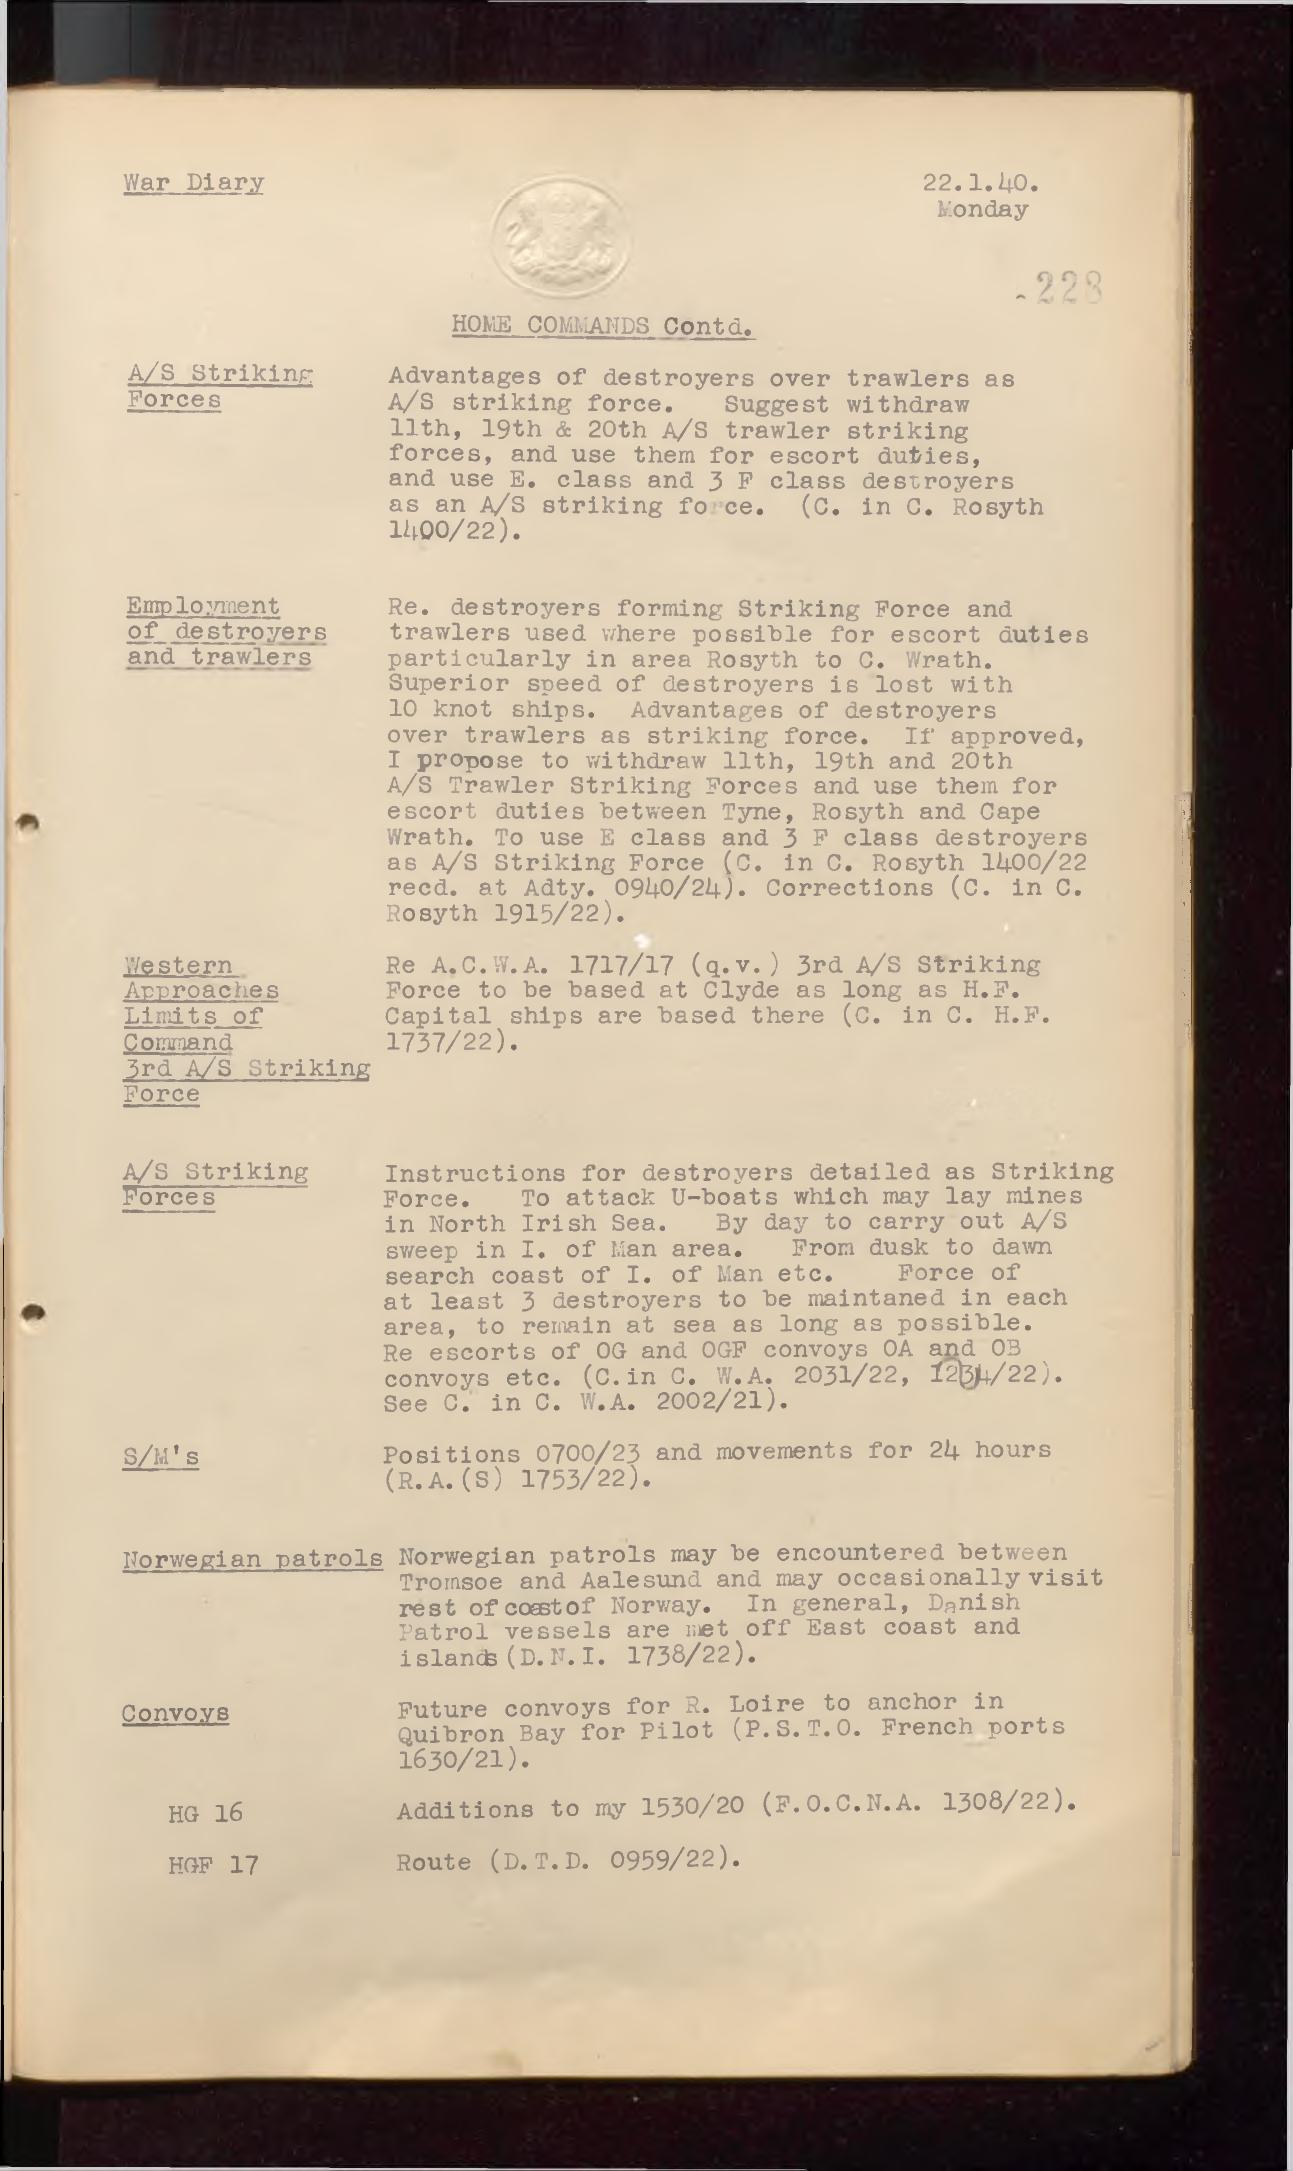 War Diary
22.1.40.
Monday
228
HOME COMMANDS Contd.
A/S Striking
Forces
Advantages of destroyers over trawlers as
A/S striking force. Suggest withdraw
11th, 19th & 20th A/S trawler striking
forces, and use them for escort duties,
and use E. class and 3 F class destroyers
as an A/S striking force. (C. in C. Rosyth
1400/22).
Employment
of destroyers
and trawlers
Re. destroyers forming Striking Force and
trawlers used where possible for escort duties
particularly in area Rosyth to C. Wrath.
Superior speed of destroyers is lost with
10 knot ships. Advantages of destroyers
over trawlers as striking force. If approved,
I propose to withdraw 11th, 19th and 20th
A/S Trawler Striking Forces and use them for
escort duties between Tyne, Rosyth and Cape
Wrath. To use E class and 3 F class destroyers
as A/S Striking Force (C. in C. Rosyth 1400/22
recd. at Adty. 0940/24). Corrections (C. in C.
Rosyth 1915/22).
Western
Approaches
Limits of
Command
3rd A/S Striking
Force
Re A.C.W.A. 1717/17 (q.v.) 3rd A/S Striking
Force to be based at Clyde as long as H.F.
Capital ships are based there (C. in C. H.F.
1737/22).
A/S Striking
Forces
Instructions for destroyers detailed as Striking
Force. To attack U-boats which may lay mines
in North Irish Sea. By day to carry out A/S
sweep in I. of Man area. From dusk to dawn
search coast of I. of Man etc. Force of
at least 3 destroyers to be maintaned in each
area, to remain at sea as long as possible.
Re escorts of OG and OGF convoys OA and OB
convoys etc. (C.in C. W.A. 2031/22, 1234/22).
See C. in C. W.A. 2002/21).
S/M's
Positions 0700/23 and movements for 24 hours
(R.A.(S) 1753/22).
Norwegian patrols
Norwegian patrols may be encountered between
Tromsoe and Aalesund and may occasionally visit
rest of coast of Norway. In general, Danish
Patrol vessels are met off East coast and
islands (D.N.I. 1738/22).
Convoys
Future convoys for R. Loire to anchor in
Quibron Bay for Pilot (P.S.T.O. French ports
1630/21).
HG 16
Additions to my 1530/20 (F.O.C.N.A. 1308/22).
HGF 17
Route (D.T.D. 0959/22).